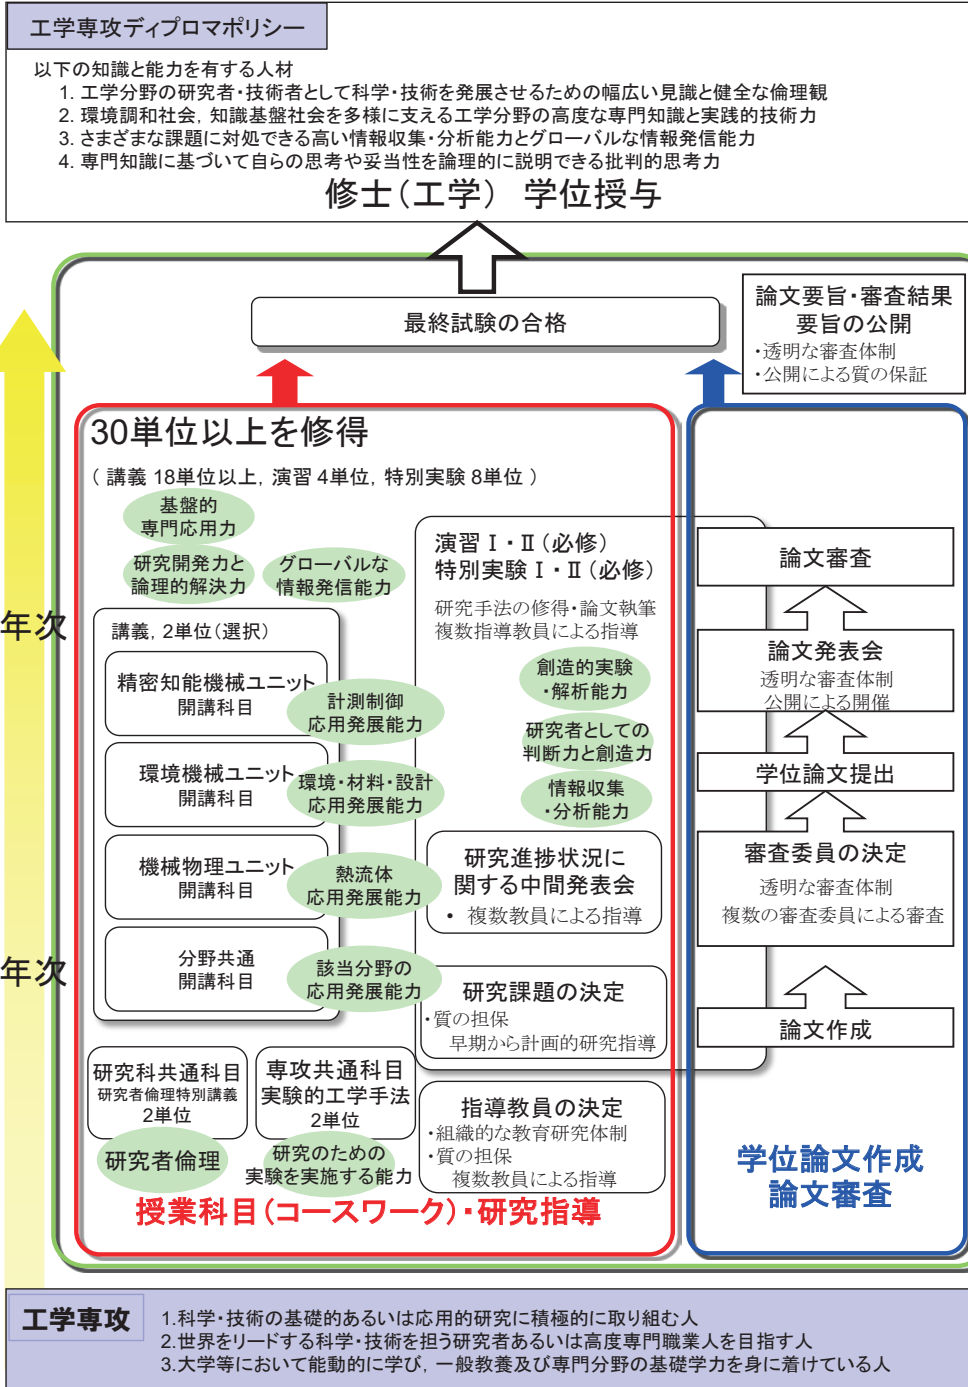 工学専攻ディプロマポリシー
以下の知識と能力を有する人材
1. 工学分野の研究者・技術者として科学・技術を発展させるための幅広い見識と健全な倫理観
2. 環境調和社会，知識基盤社会を多様に支える工学分野の高度な専門知識と実践的技術力
3. さまざまな課題に対処できる高い情報収集・分析能力とグローバルな情報発信能力
4. 専門知識に基づいて自らの思考や妥当性を論理的に説明できる批判的思考力
修士（工学）　学位授与
最終試験の合格
論文要旨・審査結果
要旨の公開
・透明な審査体制
・公開による質の保証
30単位以上を修得
（ 講義 18単位以上, 演習 4単位, 特別実験 8単位 ）
基盤的
専門応用力
研究開発力と
論理的解決力
グローバルな
情報発信能力
年次
講義, 2単位（選択）
精密知能機械ユニット
開講科目
計測制御
応用発展能力
環境機械ユニット
開講科目
環境・材料・設計
応用発展能力
機械物理ユニット
開講科目
熱流体
応用発展能力
年次
分野共通
開講科目
該当分野の
応用発展能力
演習 I・II（必修）
特別実験 I・II（必修）
研究手法の修得・論文執筆
複数指導教員による指導
創造的実験
・解析能力
研究者としての
判断力と創造力
情報収集
・分析能力
研究進捗状況に
関する中間発表会
• 複数教員による指導
研究課題の決定
・質の担保
早期から計画的研究指導
研究科共通科目
研究者倫理特別講義
2単位
研究者倫理
専攻共通科目
実験的工学手法
2単位
研究のための
実験を実施する能力
指導教員の決定
・組織的な教育研究体制
・質の担保
複数教員による指導
授業科目（コースワーク）・研究指導
論文審査
論文発表会
透明な審査体制
公開による開催
学位論文提出
審査委員の決定
透明な審査体制
複数の審査委員による審査
論文作成
学位論文作成
論文審査
工学専攻
1.科学・技術の基礎的あるいは応用的研究に積極的に取り組む人
2.世界をリードする科学・技術を担う研究者あるいは高度専門職業人を目指す人
3.大学等において能動的に学び，一般教養及び専門分野の基礎学力を身に着けている人